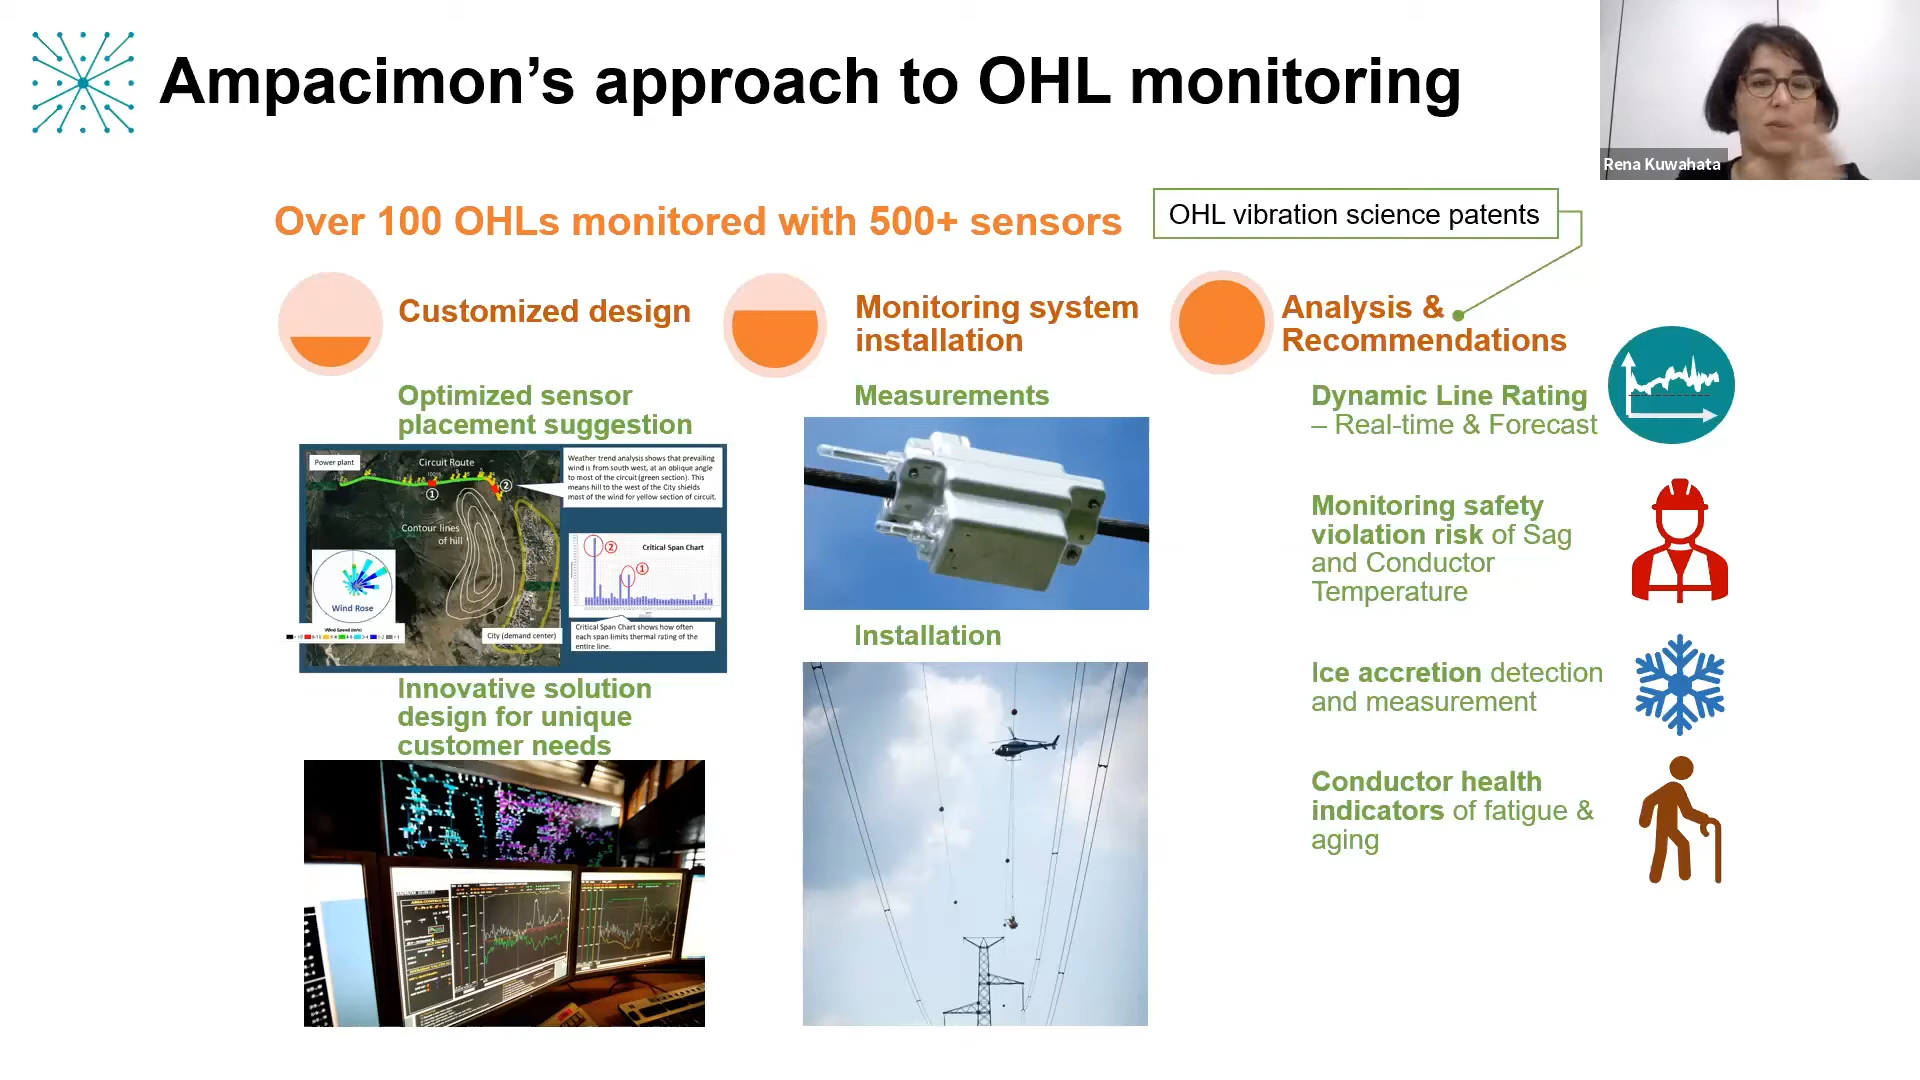 Ampacimon’s approach to OHL monitoring
Rena Kuwahata
Over 100 OHLs monitored with 500+ sensors
OHL vibration science patents
Customized design
Optimized sensor
placement suggestion
Power plant
Circuit Route
①
②
Contour lines
of hill
Wind Rose
Wind Speed (m/s)
City (demand center)
Weather trend analysis shows that prevailing
wind is from south west, at an oblique angle
to most of the circuit (green section). This
means hill to the west of the City shields
most of the wind for yellow section of circuit.
Critical Span Chart
②
①
Critical Span Chart shows how often
each span limits thermal rating of the
entire line.
Innovative solution
design for unique
customer needs
Monitoring system
installation
Measurements
Installation
Analysis &
Recommendations
Dynamic Line Rating
– Real-time & Forecast
Monitoring safety
violation risk of Sag
and Conductor
Temperature
Ice accretion detection
and measurement
Conductor health
indicators of fatigue &
aging